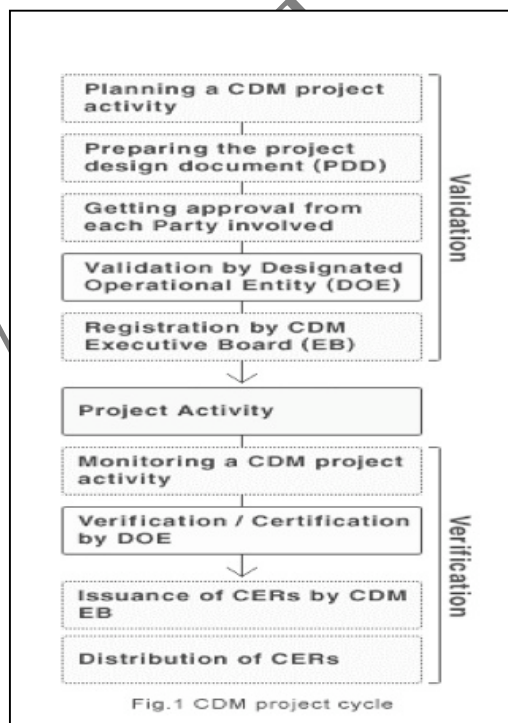 Planning a CDM project
activity
Preparing the project
design document (PDD)
Getting approval from
each Party involved
Validation by Designated
Operational Entity (DOE)
Registration by CDM
Executive Board (EB)
Validation
Project Activity
Monitoring a CDM project
activity
Verification / Certification
by DOE
Issuance of CERs by CDM
EB
Distribution of CERs
Verification
Fig.1 CDM project cycle